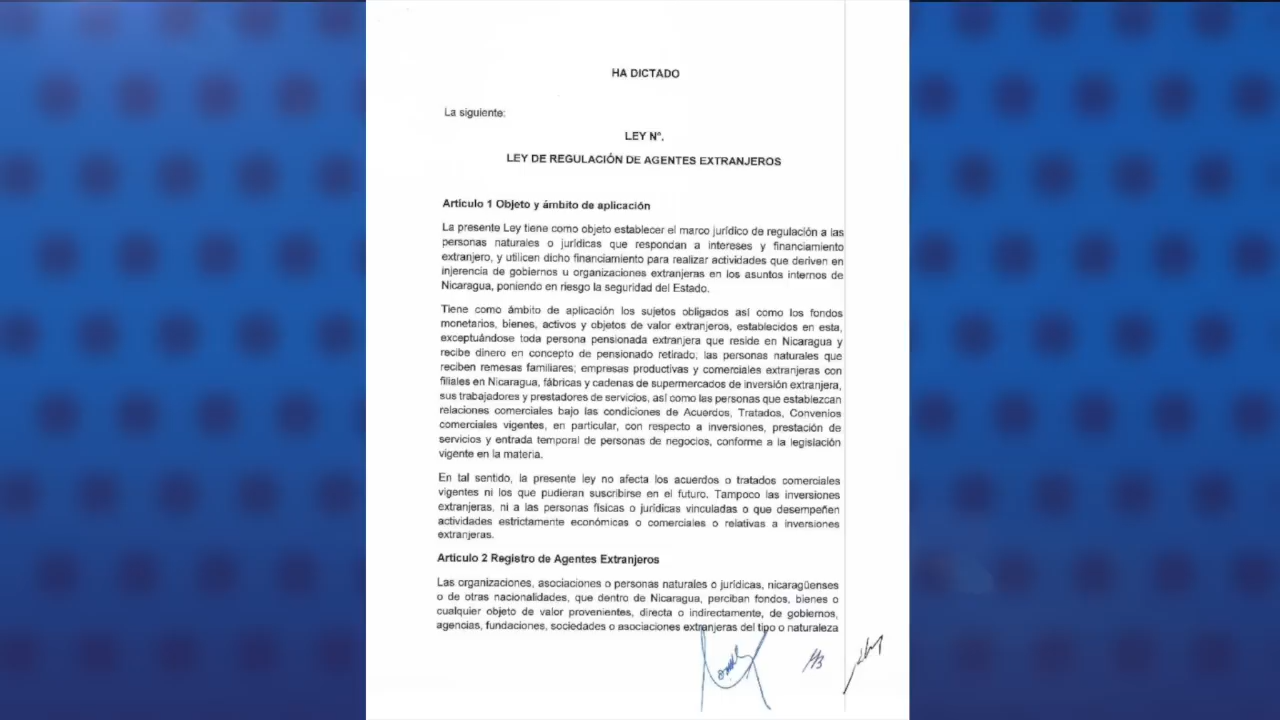 HA DICTADO
La siguiente:
LEY N°.
LEY DE REGULACIÓN DE AGENTES EXTRANJEROS
Articulo 1 Objeto y ámbito de aplicación
La presente Ley tiene como objeto establecer el marco jurídico de regulación a las
personas naturales o jurídicas que respondan a intereses y financiamiento
extranjero, y utilicen dicho financiamiento para realizar actividades que deriven en
injerencia de gobiernos u organizaciones extranjeras en los asuntos internos de
Nicaragua, poniendo en riesgo la seguridad del Estado.
Tiene como ámbito de aplicación los sujetos obligados así como los fondos
monetarios, bienes, activos y objetos de valor extranjeros, establecidos en esta,
exceptuándose toda persona pensionada extranjera que reside en Nicaragua y
recibe dinero en concepto de pensionado retirado; las personas naturales que
reciben remesas familiares; empresas productivas y comerciales extranjeras con
filiales en Nicaragua, fábricas y cadenas de supermercados de inversión extranjera,
sus trabajadores y prestadores de servicios, así como las personas que establezcan
relaciones comerciales bajo las condiciones de Acuerdos, Tratados, Convenios
comerciales vigentes, en particular, con respecto a inversiones, prestación de
servicios y entrada temporal de personas de negocios, conforme a la legislación
vigente en la materia.
En tal sentido, la presente ley no afecta los acuerdos o tratados comerciales
vigentes ni los que pudieran suscribirse en el futuro. Tampoco las inversiones
extranjeras, ni a las personas físicas o jurídicas vinculadas o que desempeñen
actividades estrictamente económicas o comerciales o relativas a inversiones
extranjeras.
Articulo 2 Registro de Agentes Extranjeros
Las organizaciones, asociaciones o personas naturales o jurídicas, nicaragüenses
o de otras nacionalidades, que dentro de Nicaragua, perciban fondos, bienes o
cualquier objeto de valor provenientes, directa o indirectamente, de gobiernos,
agencias, fundaciones, sociedades o asociaciones extranjeras del tipo o naturaleza